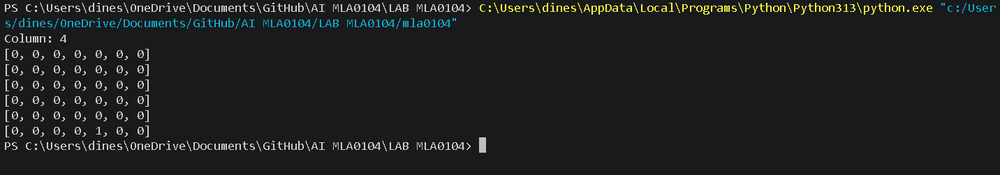 PS C:\Users\dines\OneDrive\Documents\GitHub\AI MLA0104\LAB MLA0104> C:\Users\dines\AppData\Local\Programs\Python\Python313\python.exe "c:/User
s/dines/OneDrive/Documents/GitHub/AI MLA0104/LAB MLA0104/mla0104"
Column: 4
[0, 0, 0, 0, 0, 0, 0]
[0, 0, 0, 0, 0, 0, 0]
[0, 0, 0, 0, 0, 0, 0]
[0, 0, 0, 0, 0, 0, 0]
[0, 0, 0, 0, 0, 0, 0]
[0, 0, 0, 0, 1, 0, 0]
PS C:\Users\dines\OneDrive\Documents\GitHub\AI MLA0104\LAB MLA0104>